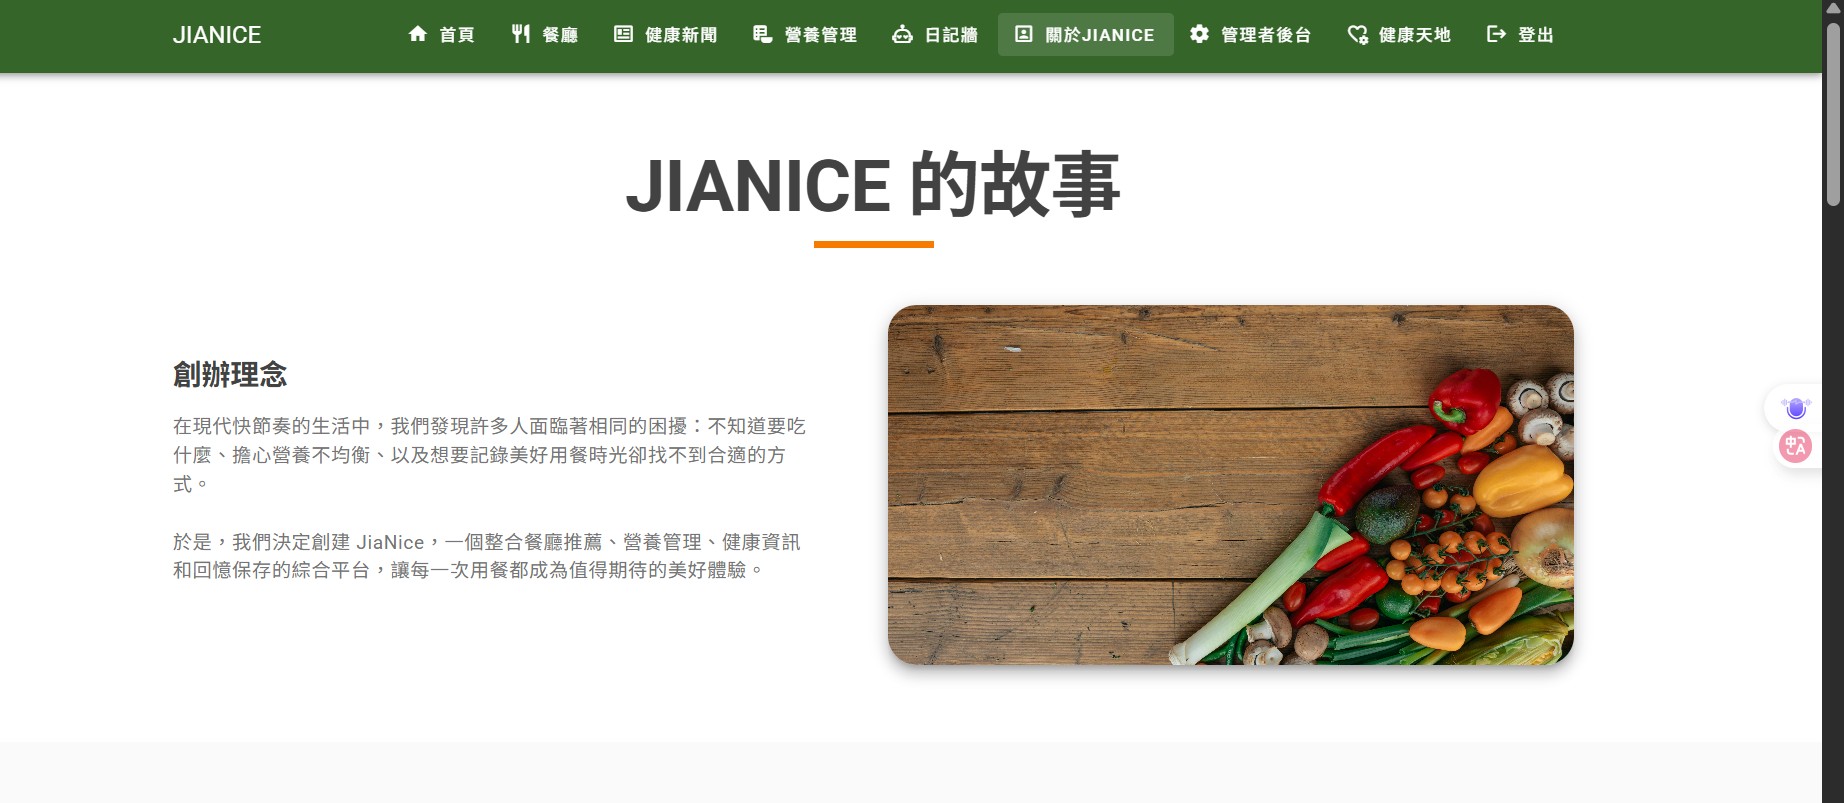 JIANICE
首頁
餐廳
健康新聞
營養管理
日記牆
關於JIANICE
管理者後台
健康天地
登出
JIANICE 的故事
創辦理念
在現代快節奏的生活中，我們發現許多人面臨著相同的困擾：不知道要吃
什麼、擔心營養不均衡、以及想要記錄美好用餐時光卻找不到合適的方
式。
於是，我們決定創建 JiaNice，一個整合餐廳推薦、營養管理、健康資訊
和回憶保存的綜合平台，讓每一次用餐都成為值得期待的美好體驗。
中
A